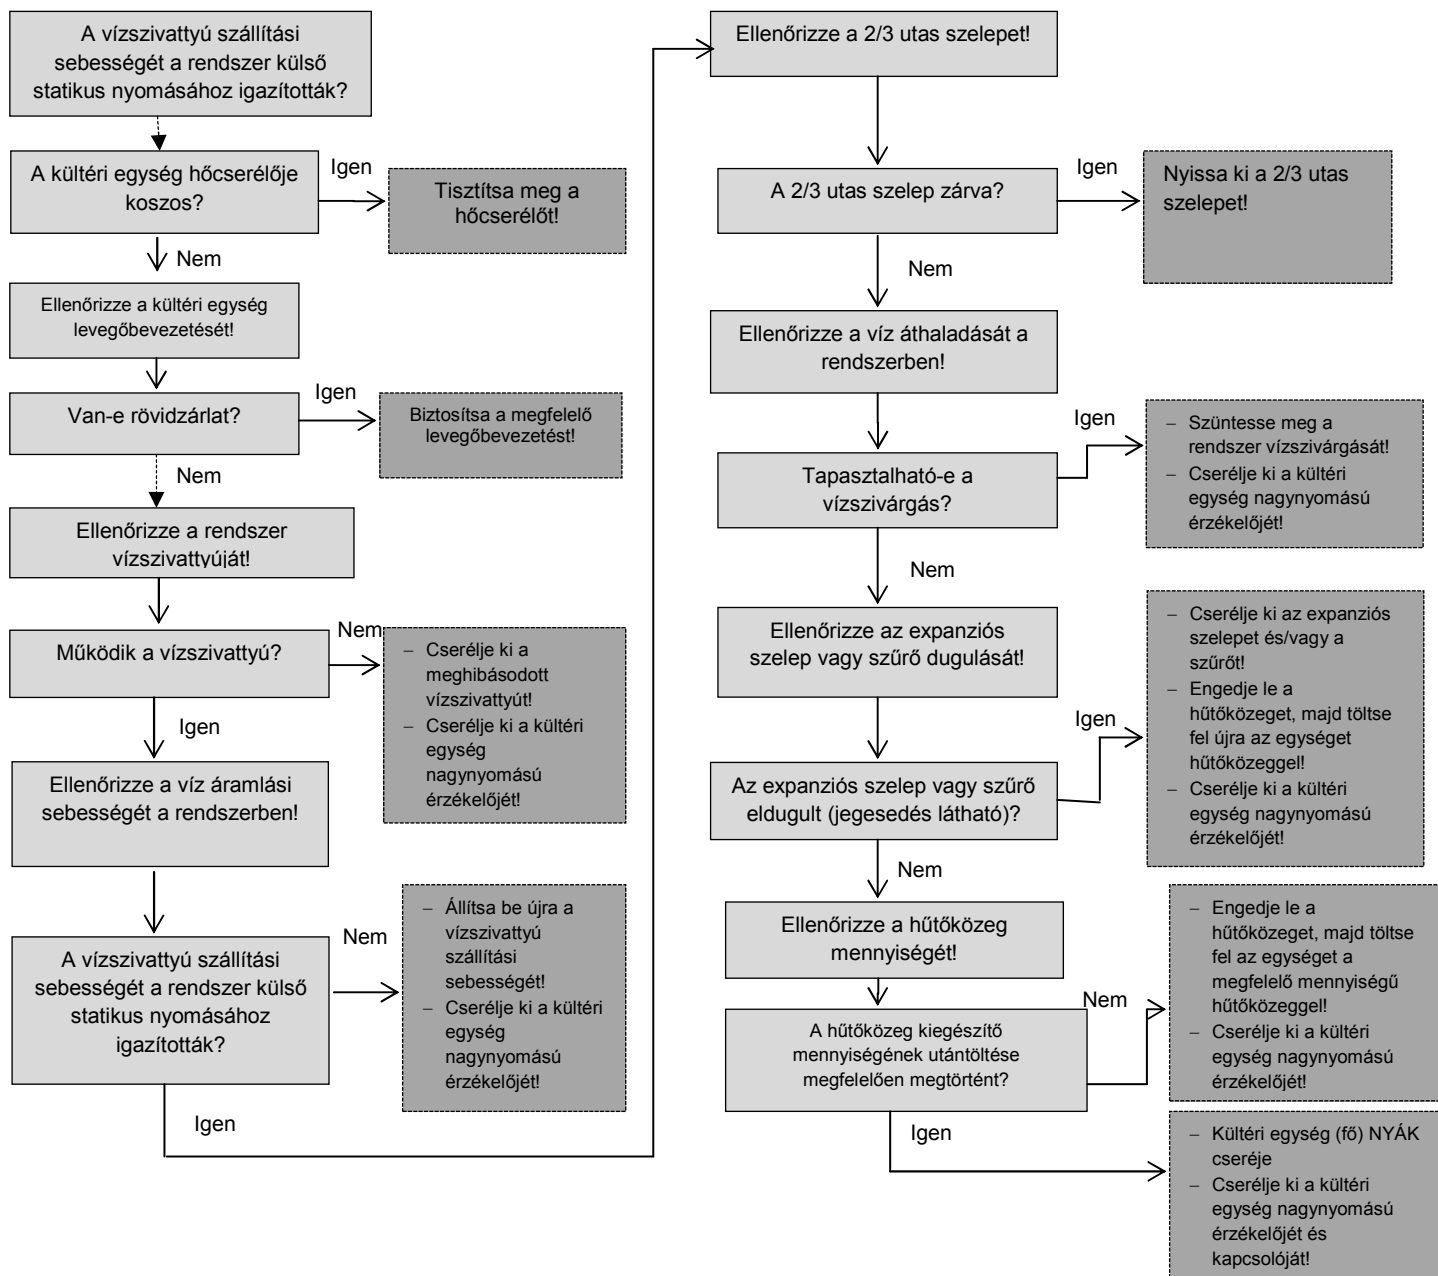 A vízszivattyú szállítási
sebességét a rendszer külső
statikus nyomásához igazították?
A kültéri egység hőcserélője
koszos?
Igen
Tisztítsa meg a
hőcserélőt!
Nem
Ellenőrizze a kültéri egység
levegőbevezetését!
Van-e rövidzárlat?
Igen
Biztosítsa a megfelelő
levegőbevezetést!
Nem
Ellenőrizze a rendszer
vízszivattyúját!
Működik a vízszivattyú?
Nem
– Cserélje ki a
meghibásodott
vízszivattyút!
– Cserélje ki a kültéri
egység
nagynyomású
érzékelőjét!
Igen
Ellenőrizze a víz áramlási
sebességét a rendszerben!
A vízszivattyú szállítási
sebességét a rendszer külső
statikus nyomásához
igazították?
Nem
– Állítsa be újra a
vízszivattyú
szállítási
sebességét!
– Cserélje ki a kültéri
egység
nagynyomású
érzékelőjét!
Igen
Ellenőrizze a 2/3 utas szelepet!
A 2/3 utas szelep zárva?
Igen
Nyissa ki a 2/3 utas
szelepet!
Nem
Ellenőrizze a víz áthaladását a
rendszerben!
Tapasztalható-e a
vízszivárgás?
Igen
– Szüntesse meg a
rendszer vízszivárgását!
– Cserélje ki a kültéri
egység nagynyomású
érzékelőjét!
Nem
Ellenőrizze az expanziós
szelep vagy szűrő dugulását!
Az expanziós szelep vagy szűrő
eldugult (jegesedés látható)?
Igen
– Cserélje ki az expanziós
szelepet és/vagy a
szűrőt!
– Engedje le a
hűtőközeget, majd töltse
fel újra az egységet
hűtőközeggel!
– Cserélje ki a kültéri
egység nagynyomású
érzékelőjét!
Nem
Ellenőrizze a hűtőközeg
mennyiségét!
A hűtőközeg kiegészítő
mennyiségének utántöltése
megfelelően megtörtént?
Nem
– Engedje le a
hűtőközeget, majd töltse
fel az egységet a
megfelelő mennyiségű
hűtőközeggel!
– Cserélje ki a kültéri
egység nagynyomású
érzékelőjét!
Igen
– Kültéri egység (fő) NYÁK
cseréje
– Cserélje ki a kültéri
egység nagynyomású
érzékelőjét és
kapcsolóját!